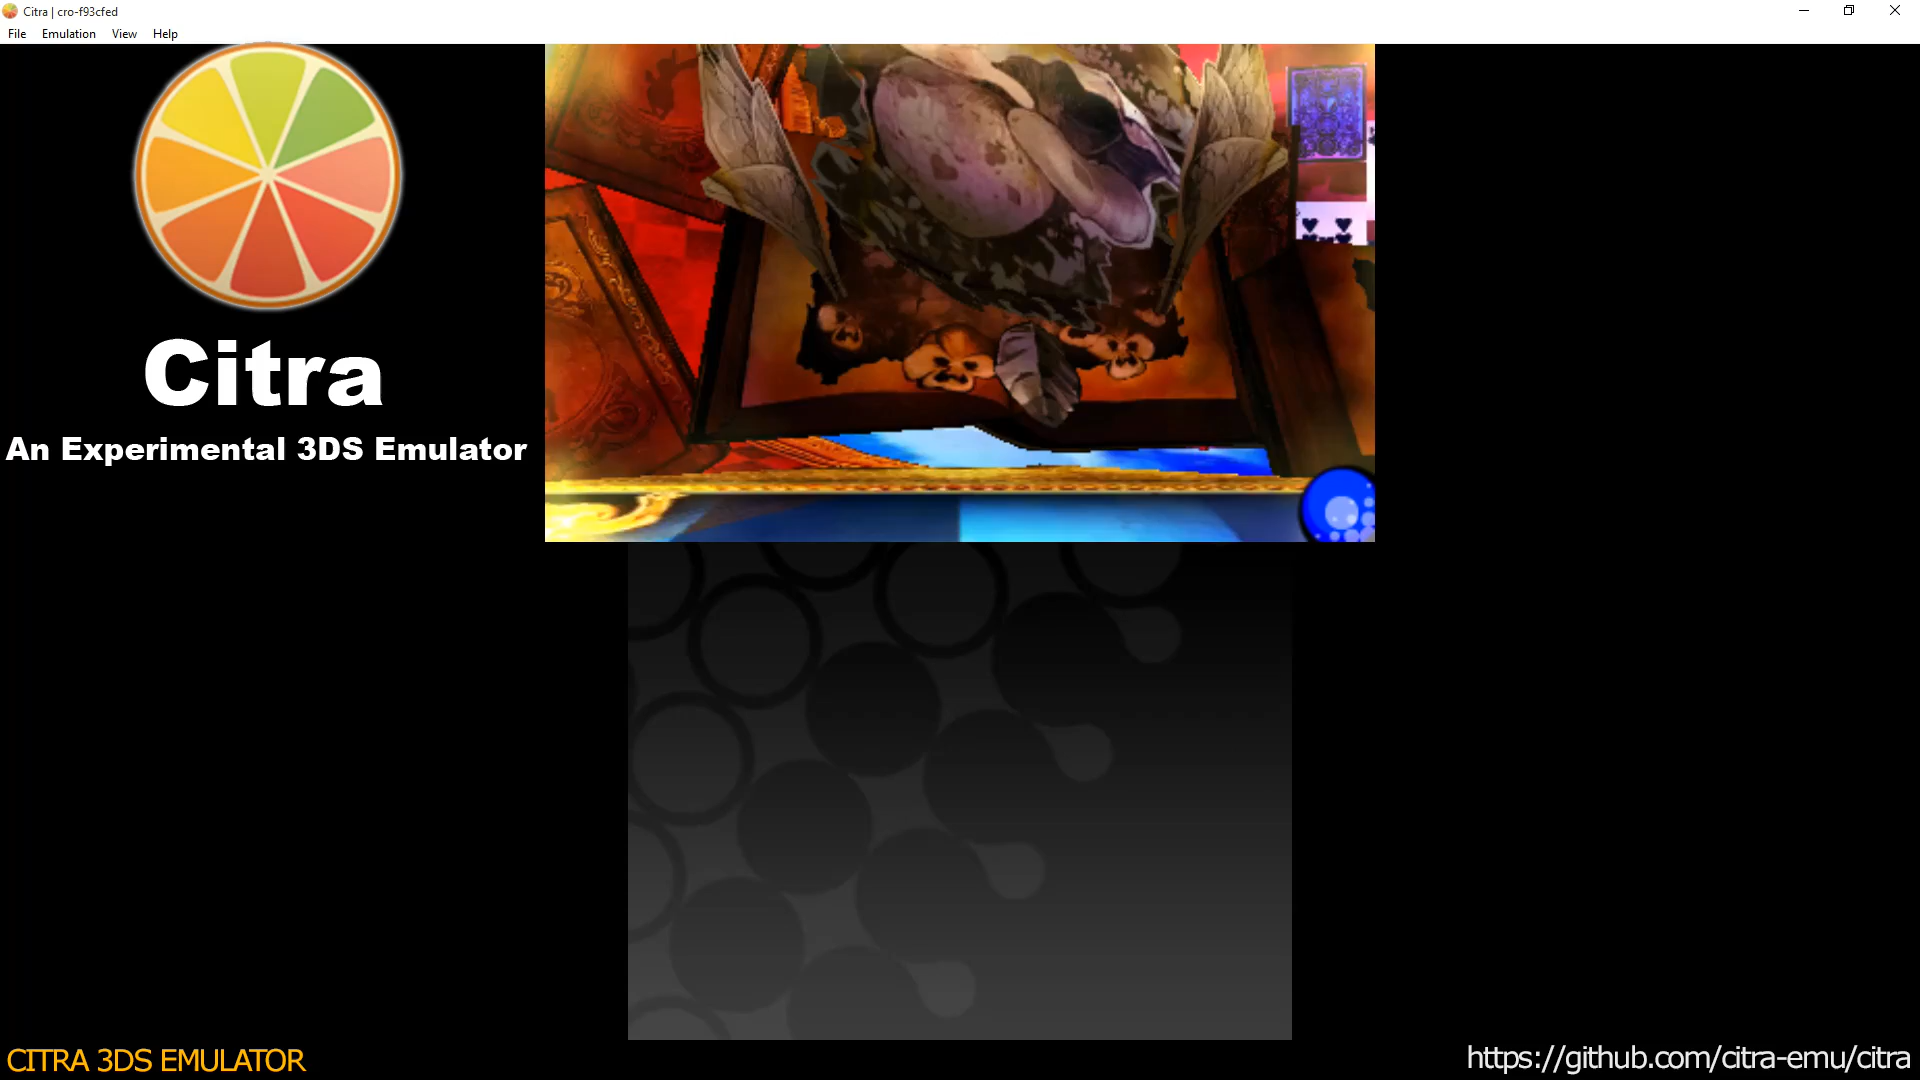 Citra | cro-f93cfed
File Emulation View Help
Citra
An Experimental 3DS Emulator
CITRA 3DS EMULATOR
https://github.com/citra-emu/citra